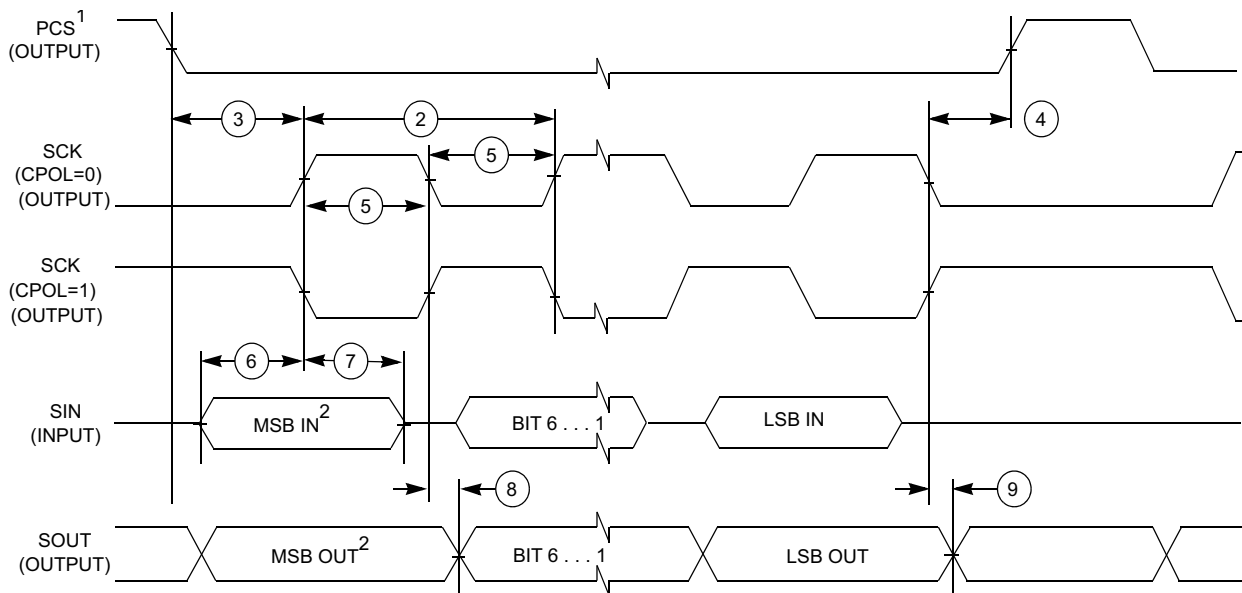 PCS1
(OUTPUT)
3
2
4
SCK
(CPOL=0)
(OUTPUT)
5
5
SCK
(CPOL=1)
(OUTPUT)
6
7
SIN
(INPUT)
MSB IN2
BIT 6 . . . 1
LSB IN
8
9
SOUT
(OUTPUT)
MSB OUT2
BIT 6 . . . 1
LSB OUT